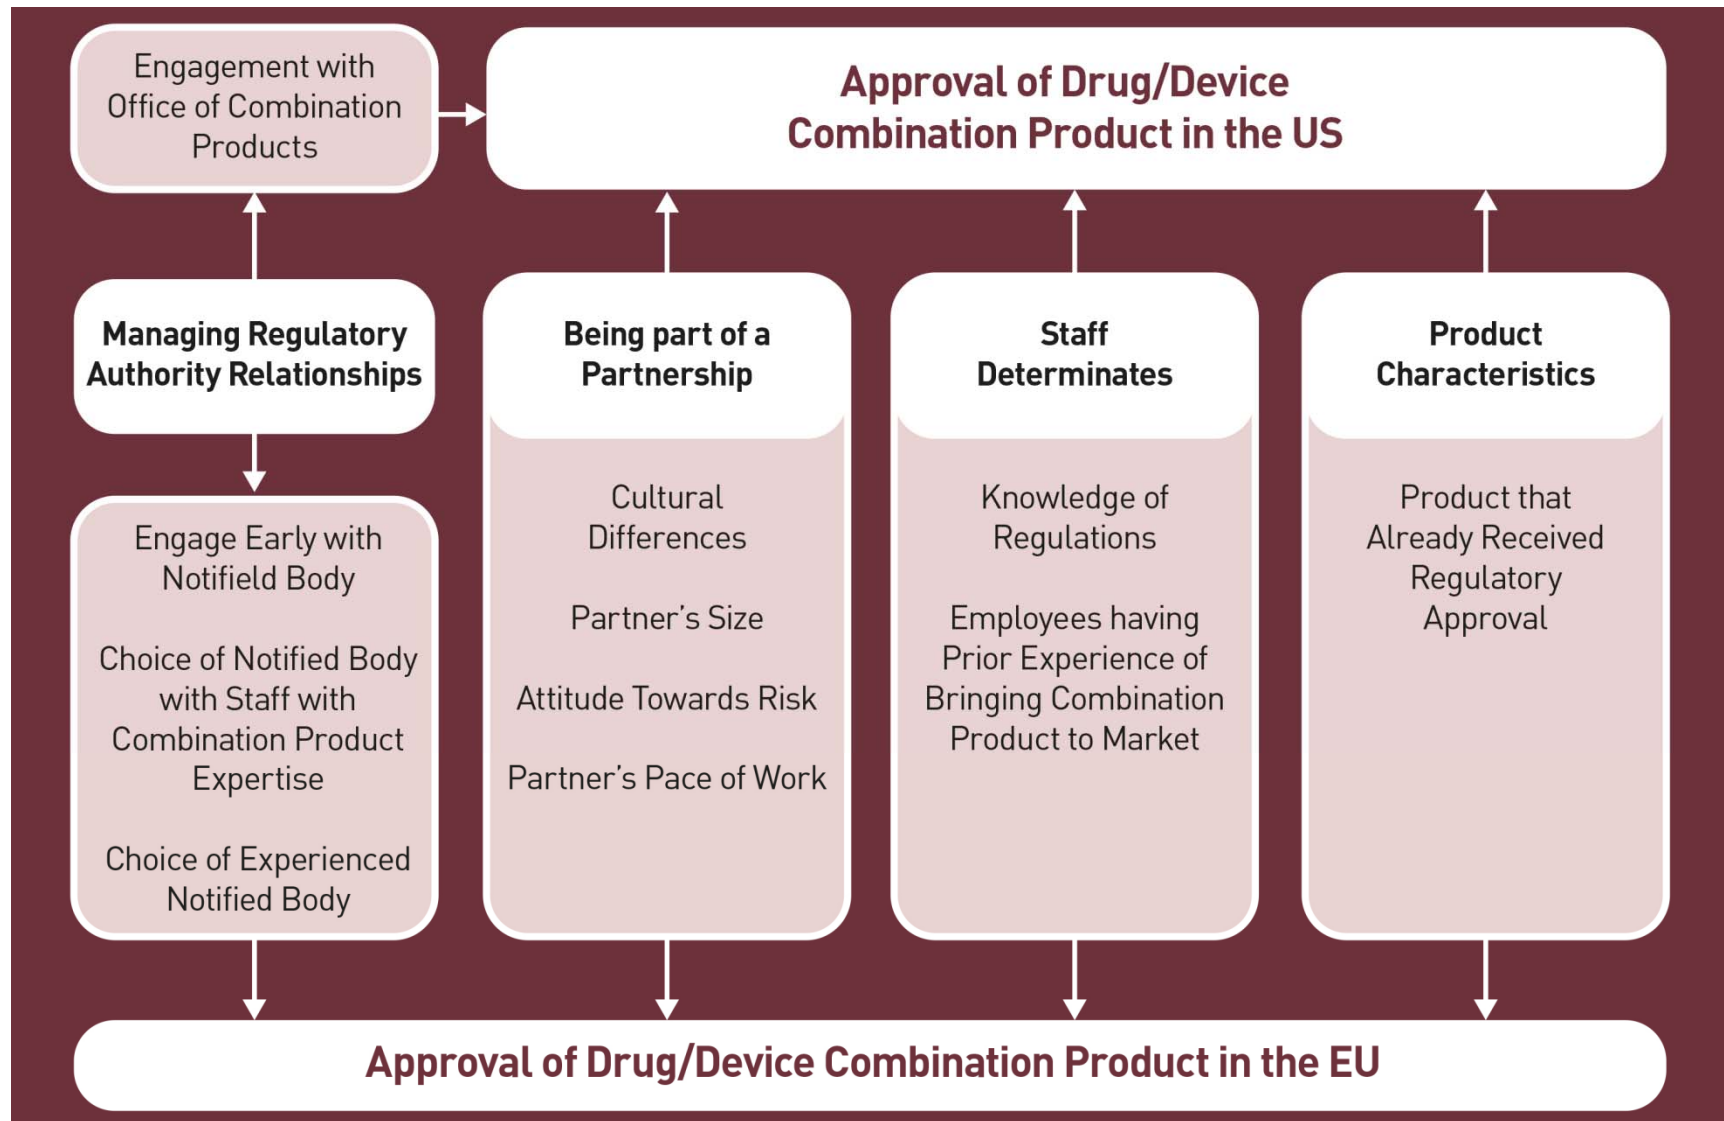 Engagement with
Office of Combination
Products
Approval of Drug/Device
Combination Product in the US
Managing Regulatory
Authority Relationships
Engage Early with
Notifield Body
Choice of Notified Body
with Staff with
Combination Product
Expertise
Choice of Experienced
Notified Body
Being part of a
Partnership
Cultural
Differences
Partner’s Size
Attitude Towards Risk
Partner’s Pace of Work
Staff
Determinates
Knowledge of
Regulations
Employees having
Prior Experience of
Bringing Combination
Product to Market
Product
Characteristics
Product that
Already Received
Regulatory
Approval
Approval of Drug/Device Combination Product in the EU